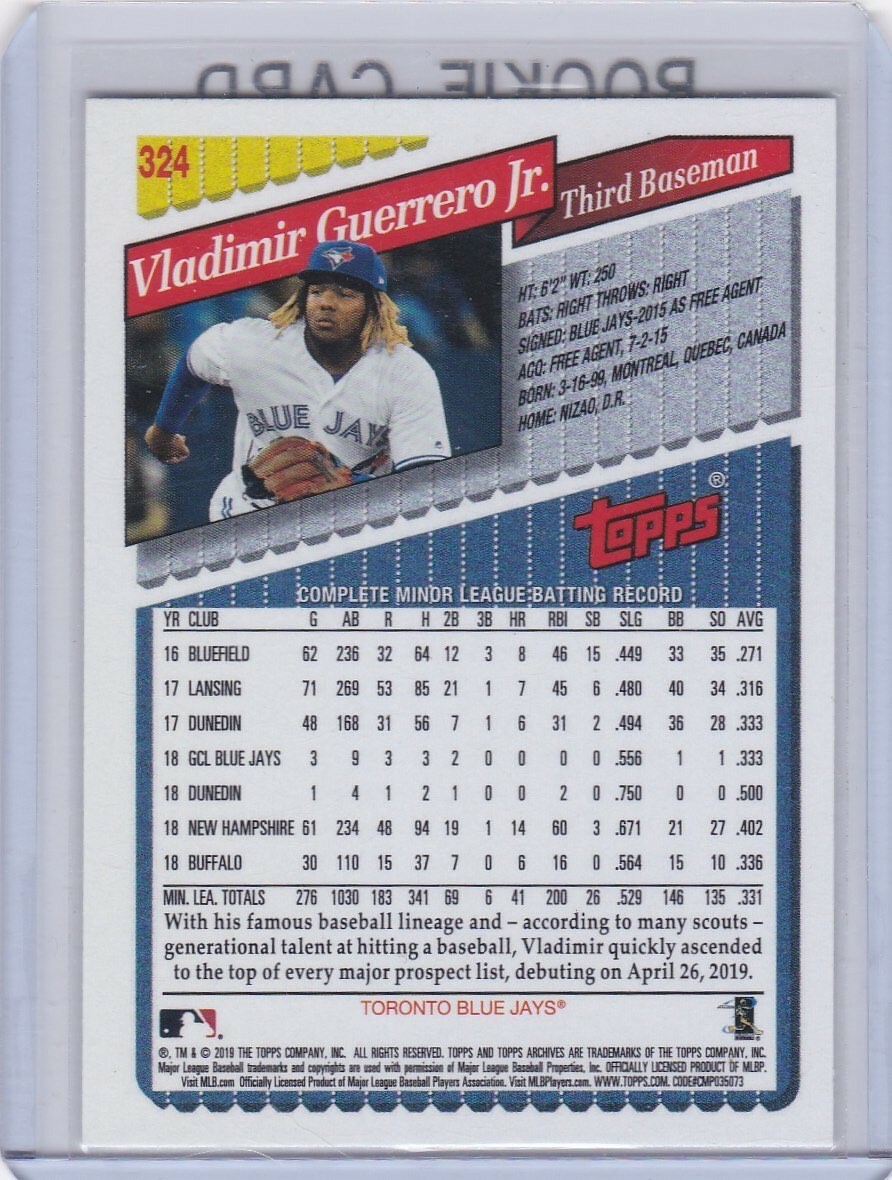 ROOKIE CARD
324
Vladimir Guerrero Jr.
Third Baseman
HT: 6'2" WT: 250
BATS: RIGHT THROWS: RIGHT
SIGNED: BLUE JAYS-2015 AS FREE AGENT
ACQ: FREE AGENT, 7-2-15
BORN: 3-16-99, MONTREAL, QUEBEC, CANADA
HOME: NIZAO, D.R.
BLUE JAYS
topps®
COMPLETE MINOR LEAGUE BATTING RECORD
YR CLUB G AB R H 2B 3B HR RBI SB SLG BB SO AVG
16 BLUEFIELD 62 236 32 64 12 3 8 46 15 .449 33 35 .271
17 LANSING 71 269 53 85 21 1 7 45 6 .480 40 34 .316
17 DUNEDIN 48 168 31 56 7 1 6 31 2 .494 36 28 .333
18 GCL BLUE JAYS 3 9 3 3 2 0 0 0 0 .556 1 1 .333
18 DUNEDIN 1 4 1 2 1 0 0 2 0 .750 0 0 .500
18 NEW HAMPSHIRE 61 234 48 94 19 1 14 60 3 .671 21 27 .402
18 BUFFALO 30 110 15 37 7 0 6 16 0 .564 15 10 .336
MIN. LEA. TOTALS 276 1030 183 341 69 6 41 200 26 .529 146 135 .331
With his famous baseball lineage and – according to many scouts –
generational talent at hitting a baseball, Vladimir quickly ascended
to the top of every major prospect list, debuting on April 26, 2019.
TORONTO BLUE JAYS®
®, TM & © 2019 THE TOPPS COMPANY, INC. ALL RIGHTS RESERVED. TOPPS AND TOPPS ARCHIVES ARE TRADEMARKS OF THE TOPPS COMPANY, INC.
Major League Baseball trademarks and copyrights are used with permission of Major League Baseball Properties, Inc. OFFICIALLY LICENSED PRODUCT OF MLBP.
Visit MLB.com Officially Licensed Product of Major League Baseball Players Association. Visit MLBPlayers.com. WWW.TOPPS.COM. CODE#CMP035073